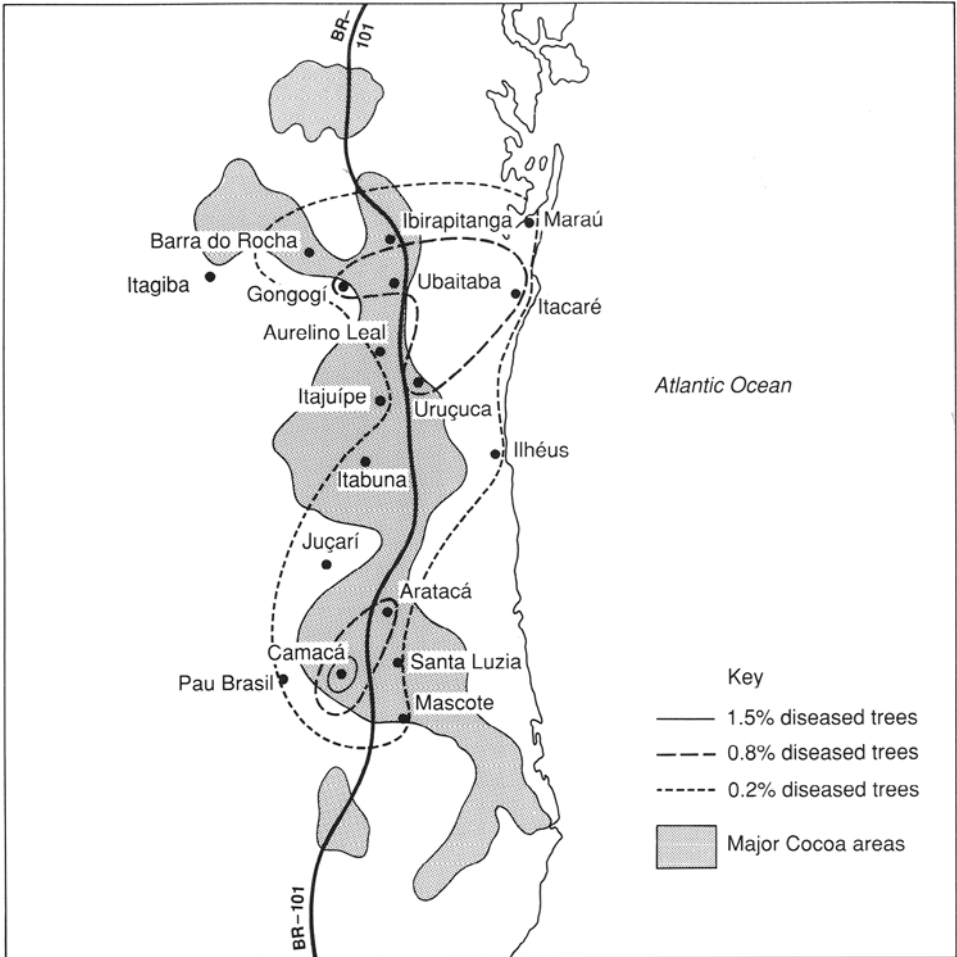 BR-
101
Ibirapitanga
Maraú
Barra do Rocha
Itagiba
Gongogí
Ubaitaba
Itacaré
Aurelino Leal
Itajuípe
Uruçuca
Atlantic Ocean
Ilhéus
Itabuna
Juçarí
Aratacá
Camacá
Santa Luzia
Pau Brasil
Mascote
Key
1.5% diseased trees
0.8% diseased trees
0.2% diseased trees
Major Cocoa areas
BR-101